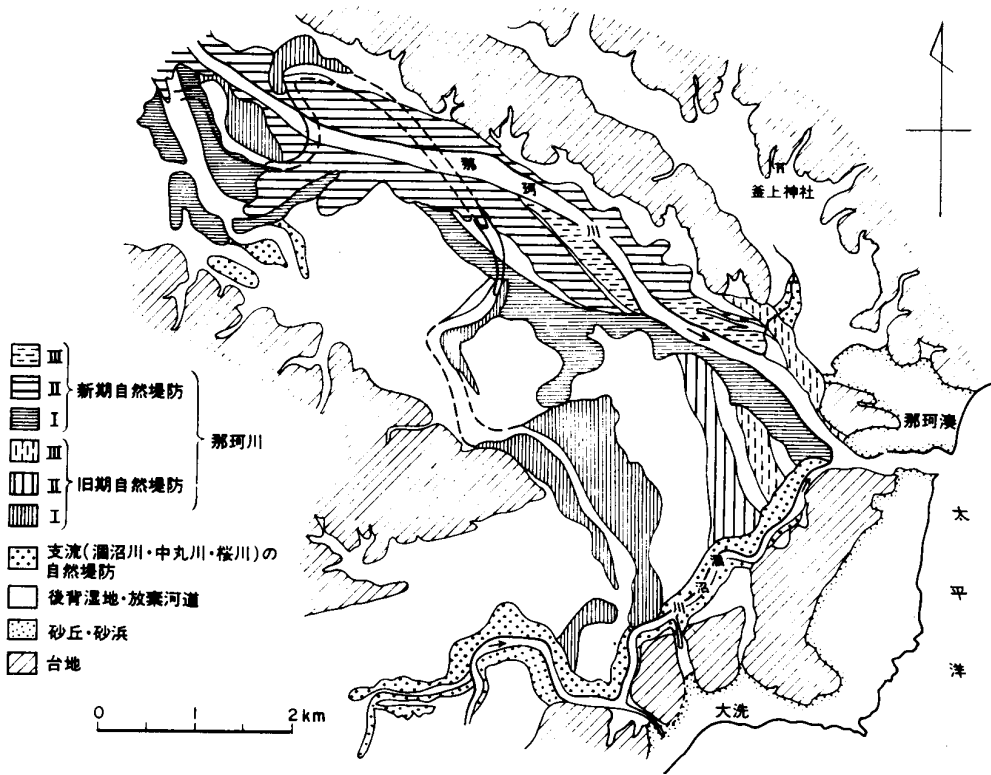 那
珂
川
釜上神社
那珂湊
太
平
洋
大洗
涸
沼
川
III
II
I
新期自然堤防
III
II
I
旧期自然堤防
那珂川
支流(涸沼川・中丸川・桜川)の
自然堤防
後背湿地・放棄河道
砂丘・砂浜
台地
0 1 2km